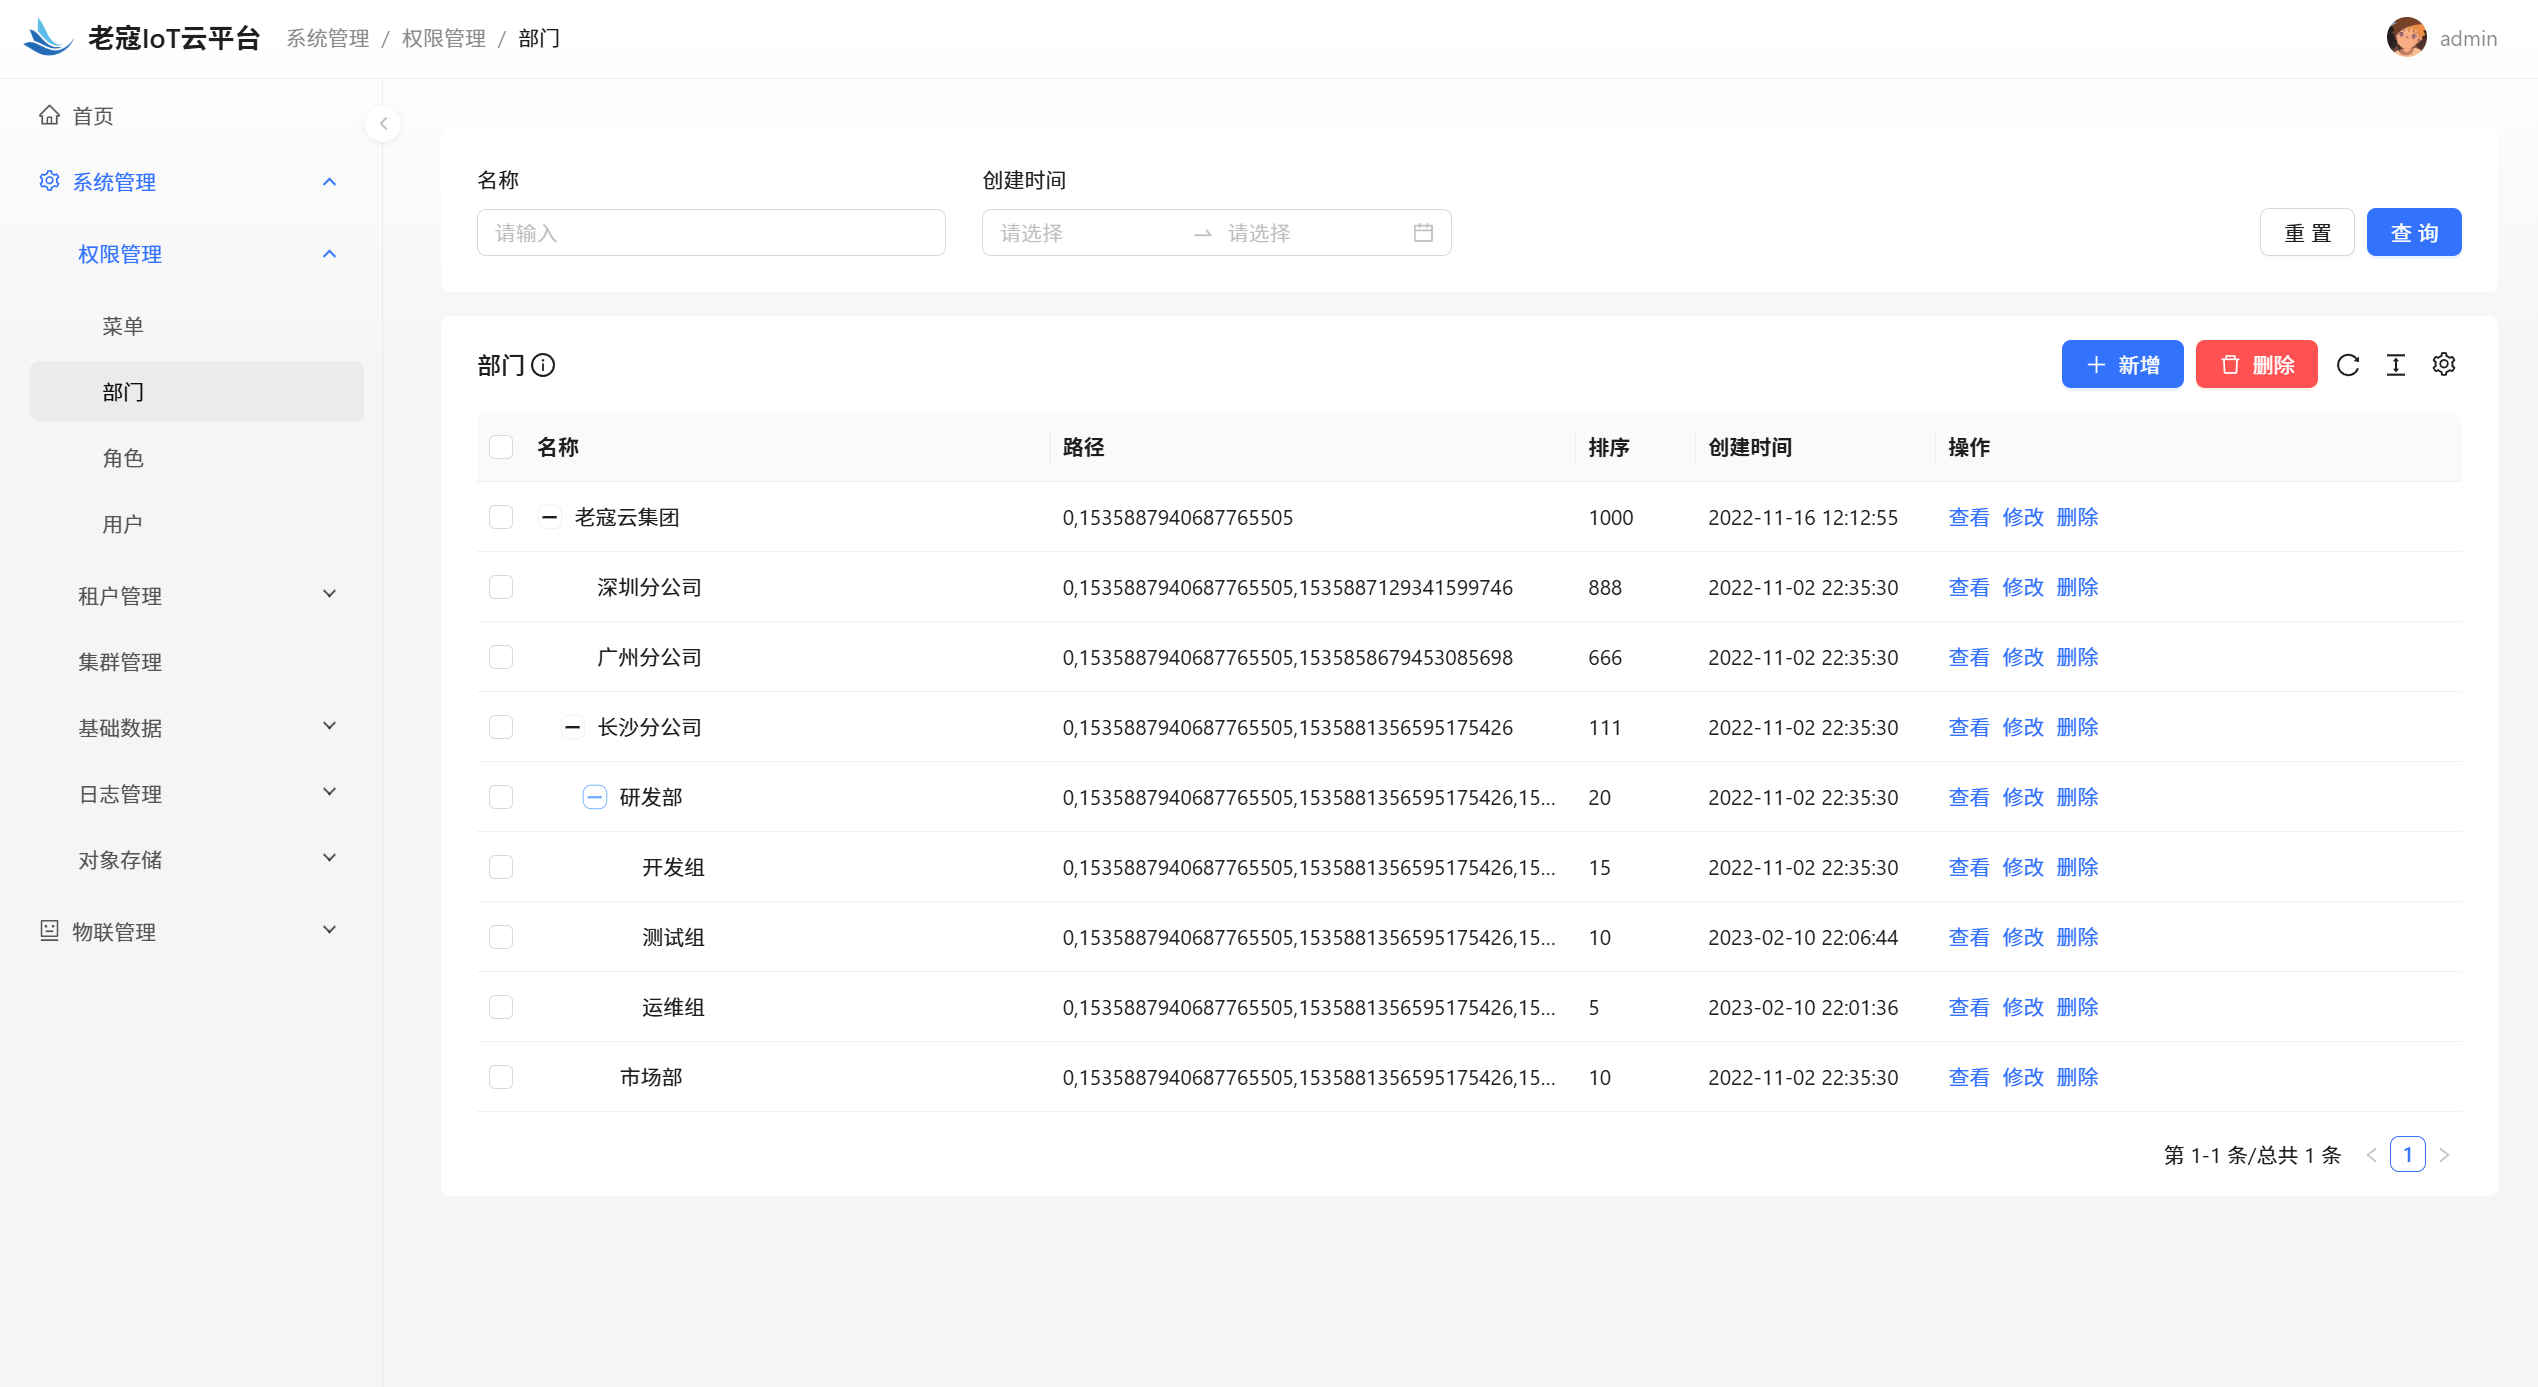 老寇IoT云平台 系统管理 / 权限管理 / 部门 admin
首页
系统管理
权限管理
菜单
部门
角色
用户
租户管理
集群管理
基础数据
日志管理
对象存储
物联管理
名称 创建时间
请输入 请选择 请选择 重 置 查 询
部门 新增 删除
名称 路径 排序 创建时间 操作
老寇云集团 0,1535887940687765505 1000 2022-11-16 12:12:55 查看 修改 删除
深圳分公司 0,1535887940687765505,1535887129341599746 888 2022-11-02 22:35:30 查看 修改 删除
广州分公司 0,1535887940687765505,1535858679453085698 666 2022-11-02 22:35:30 查看 修改 删除
长沙分公司 0,1535887940687765505,1535881356595175426 111 2022-11-02 22:35:30 查看 修改 删除
研发部 0,1535887940687765505,1535881356595175426,15... 20 2022-11-02 22:35:30 查看 修改 删除
开发组 0,1535887940687765505,1535881356595175426,15... 15 2022-11-02 22:35:30 查看 修改 删除
测试组 0,1535887940687765505,1535881356595175426,15... 10 2023-02-10 22:06:44 查看 修改 删除
运维组 0,1535887940687765505,1535881356595175426,15... 5 2023-02-10 22:01:36 查看 修改 删除
市场部 0,1535887940687765505,1535881356595175426,15... 10 2022-11-02 22:35:30 查看 修改 删除
第 1-1 条/总共 1 条 < 1 >